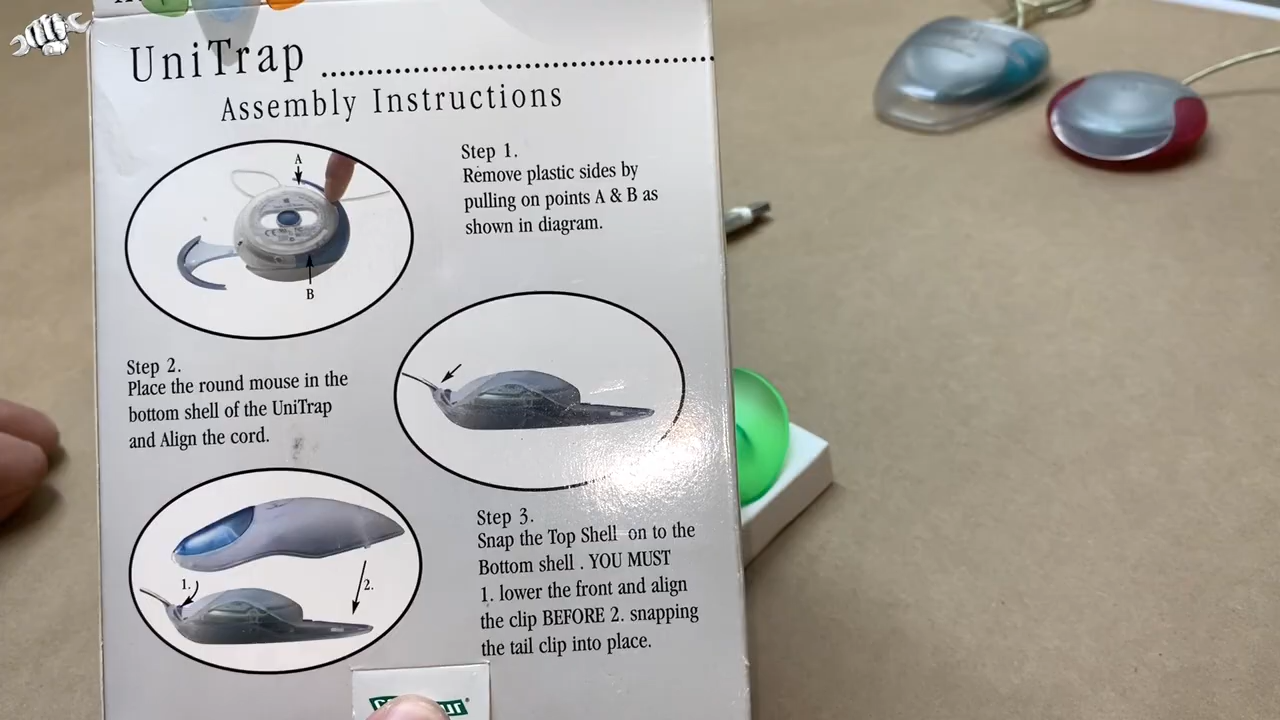 UniTrap
Assembly Instructions
A
B
Step 1.
Remove plastic sides by
pulling on points A & B as
shown in diagram.
Step 2.
Place the round mouse in the
bottom shell of the UniTrap
and Align the cord.
1.
2.
Step 3.
Snap the Top Shell on to the
Bottom shell . YOU MUST
1. lower the front and align
the clip BEFORE 2. snapping
the tail clip into place.